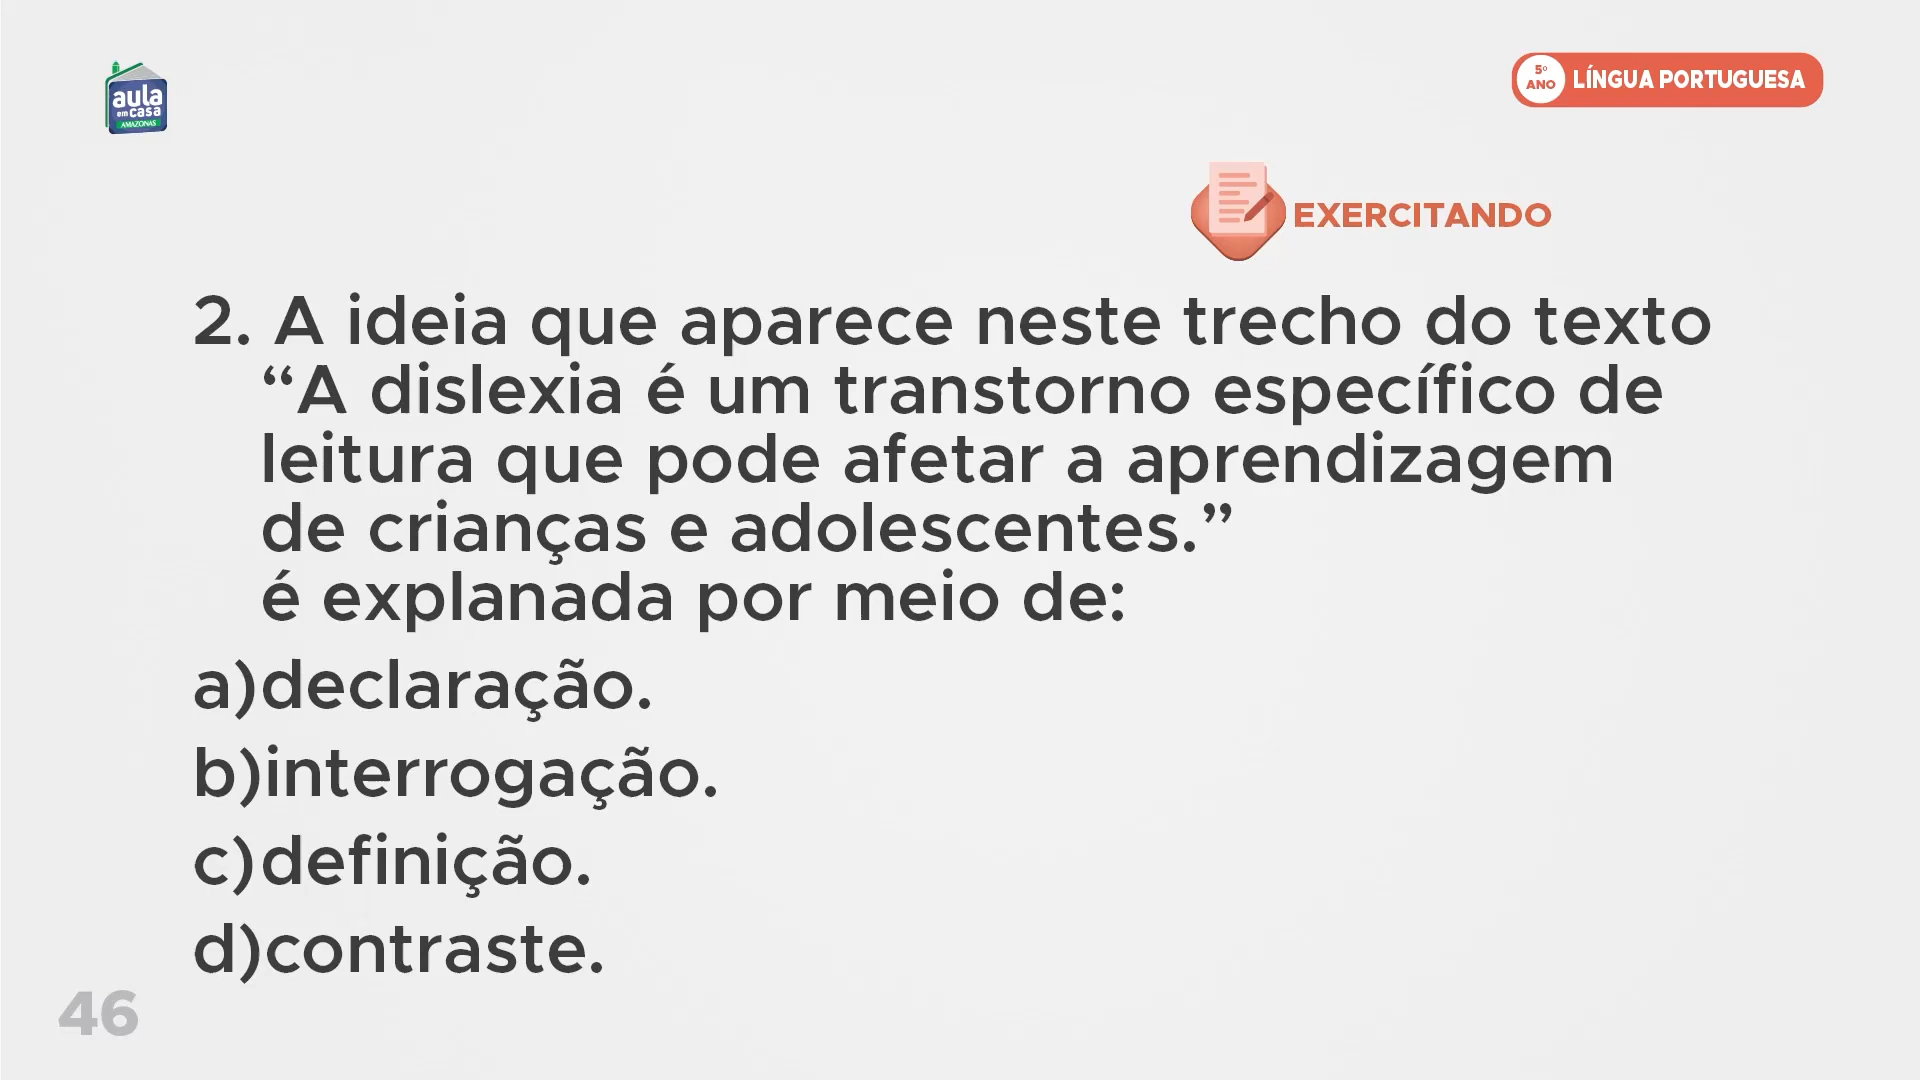 aula
em casa
AMAZONAS
5º
ANO
LÍNGUA PORTUGUESA
EXERCITANDO
2. A ideia que aparece neste trecho do texto
“A dislexia é um transtorno específico de
leitura que pode afetar a aprendizagem
de crianças e adolescentes.”
é explanada por meio de:
a)declaração.
b)interrogação.
c)definição.
d)contraste.
46